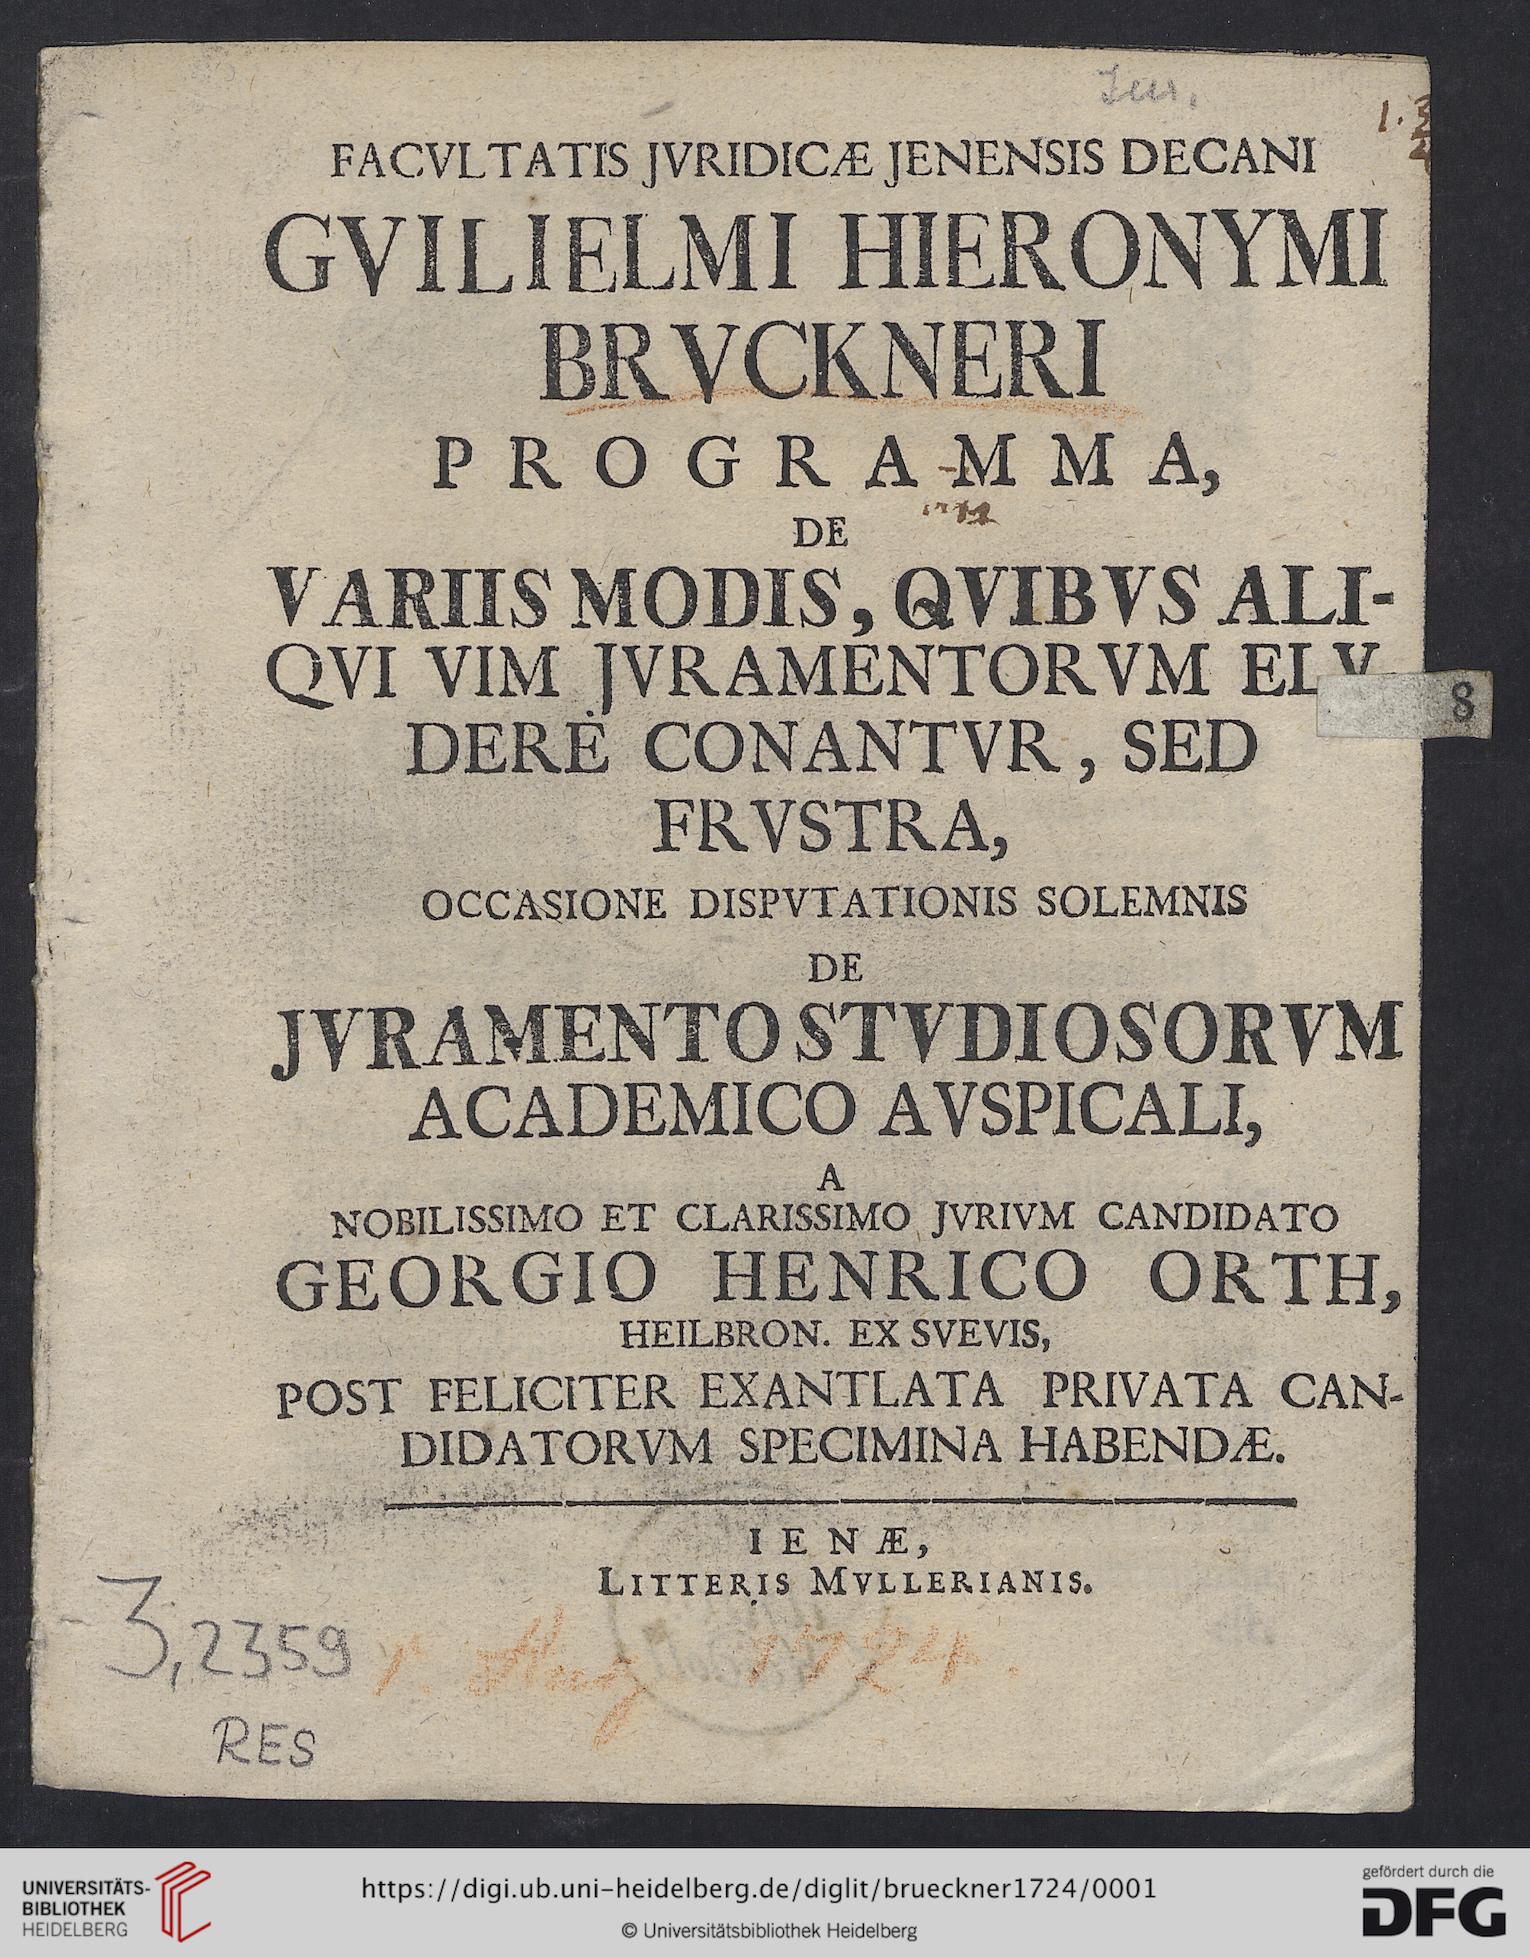 Jur.
FACVLTATIS JVRIDICÆ JENENSIS DECANI
GVILIELMI HIERONYMI
BRVCKNERI
PROGRAMMA,
DE
VARIIS MODIS, QVIBVS ALI-
QVI VIM JVRAMENTORVM ELV
8
DERE CONANTVR, SED
FRVSTRA,
OCCASIONE DISPVTATIONIS SOLEMNIS
DE
JVRAMENTO STVDIOSORVM
ACADEMICO AVSPICALI,
A
NOBILISSIMO ET CLARISSIMO JVRIVM CANDIDATO
GEORGIO HENRICO ORTH,
HEILBRON. EX SVEVIS,
POST FELICITER EXANTLATA PRIVATA CAN-
DIDATORVM SPECIMINA HABENDÆ.
IENÆ,
LITTERIS MVLLERIANIS.
3,2359
Aug 1724.
RES
UNIVERSITÄTS-
BIBLIOTHEK
HEIDELBERG
https://digi.ub.uni-heidelberg.de/diglit/brueckner1724/0001
© Universitätsbibliothek Heidelberg
gefördert durch die
DFG